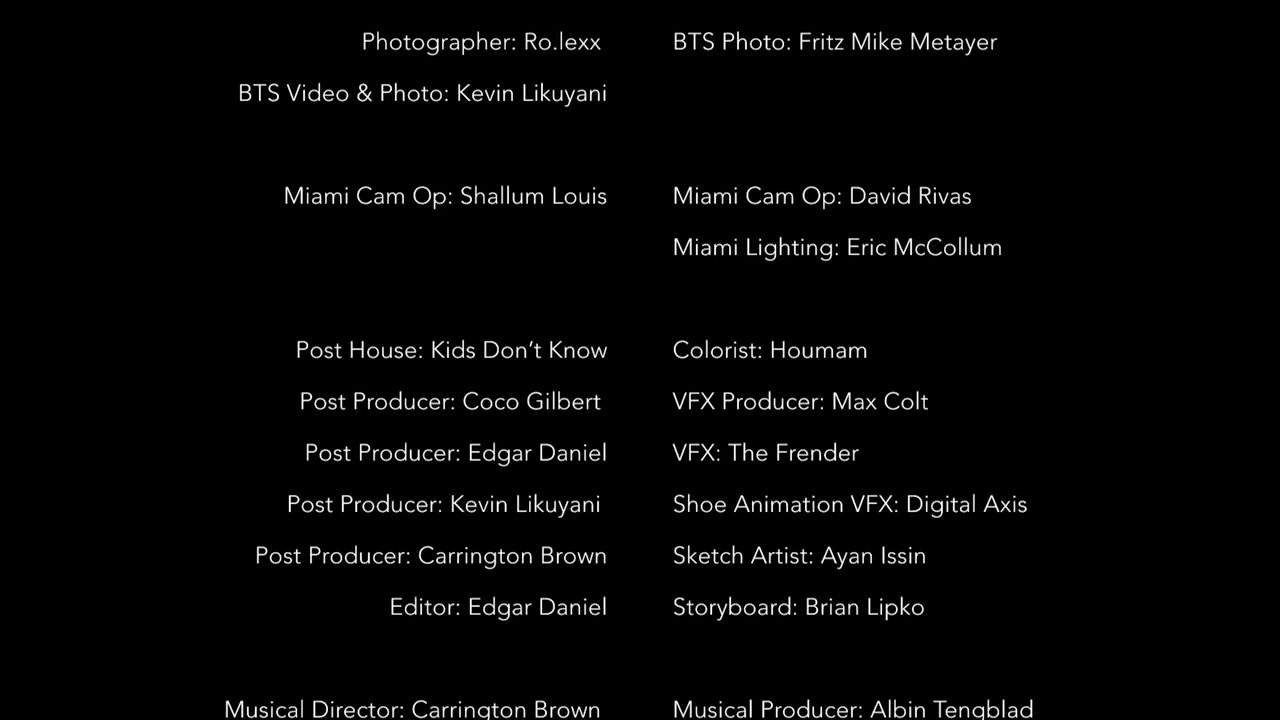 Photographer: Ro.lexx
BTS Photo: Fritz Mike Metayer
BTS Video & Photo: Kevin Likuyani
Miami Cam Op: Shallum Louis
Miami Cam Op: David Rivas
Miami Lighting: Eric McCollum
Post House: Kids Don’t Know
Colorist: Houmam
Post Producer: Coco Gilbert
VFX Producer: Max Colt
Post Producer: Edgar Daniel
VFX: The Frender
Post Producer: Kevin Likuyani
Shoe Animation VFX: Digital Axis
Post Producer: Carrington Brown
Sketch Artist: Ayan Issin
Editor: Edgar Daniel
Storyboard: Brian Lipko
Musical Director: Carrington Brown
Musical Producer: Albin Tengblad